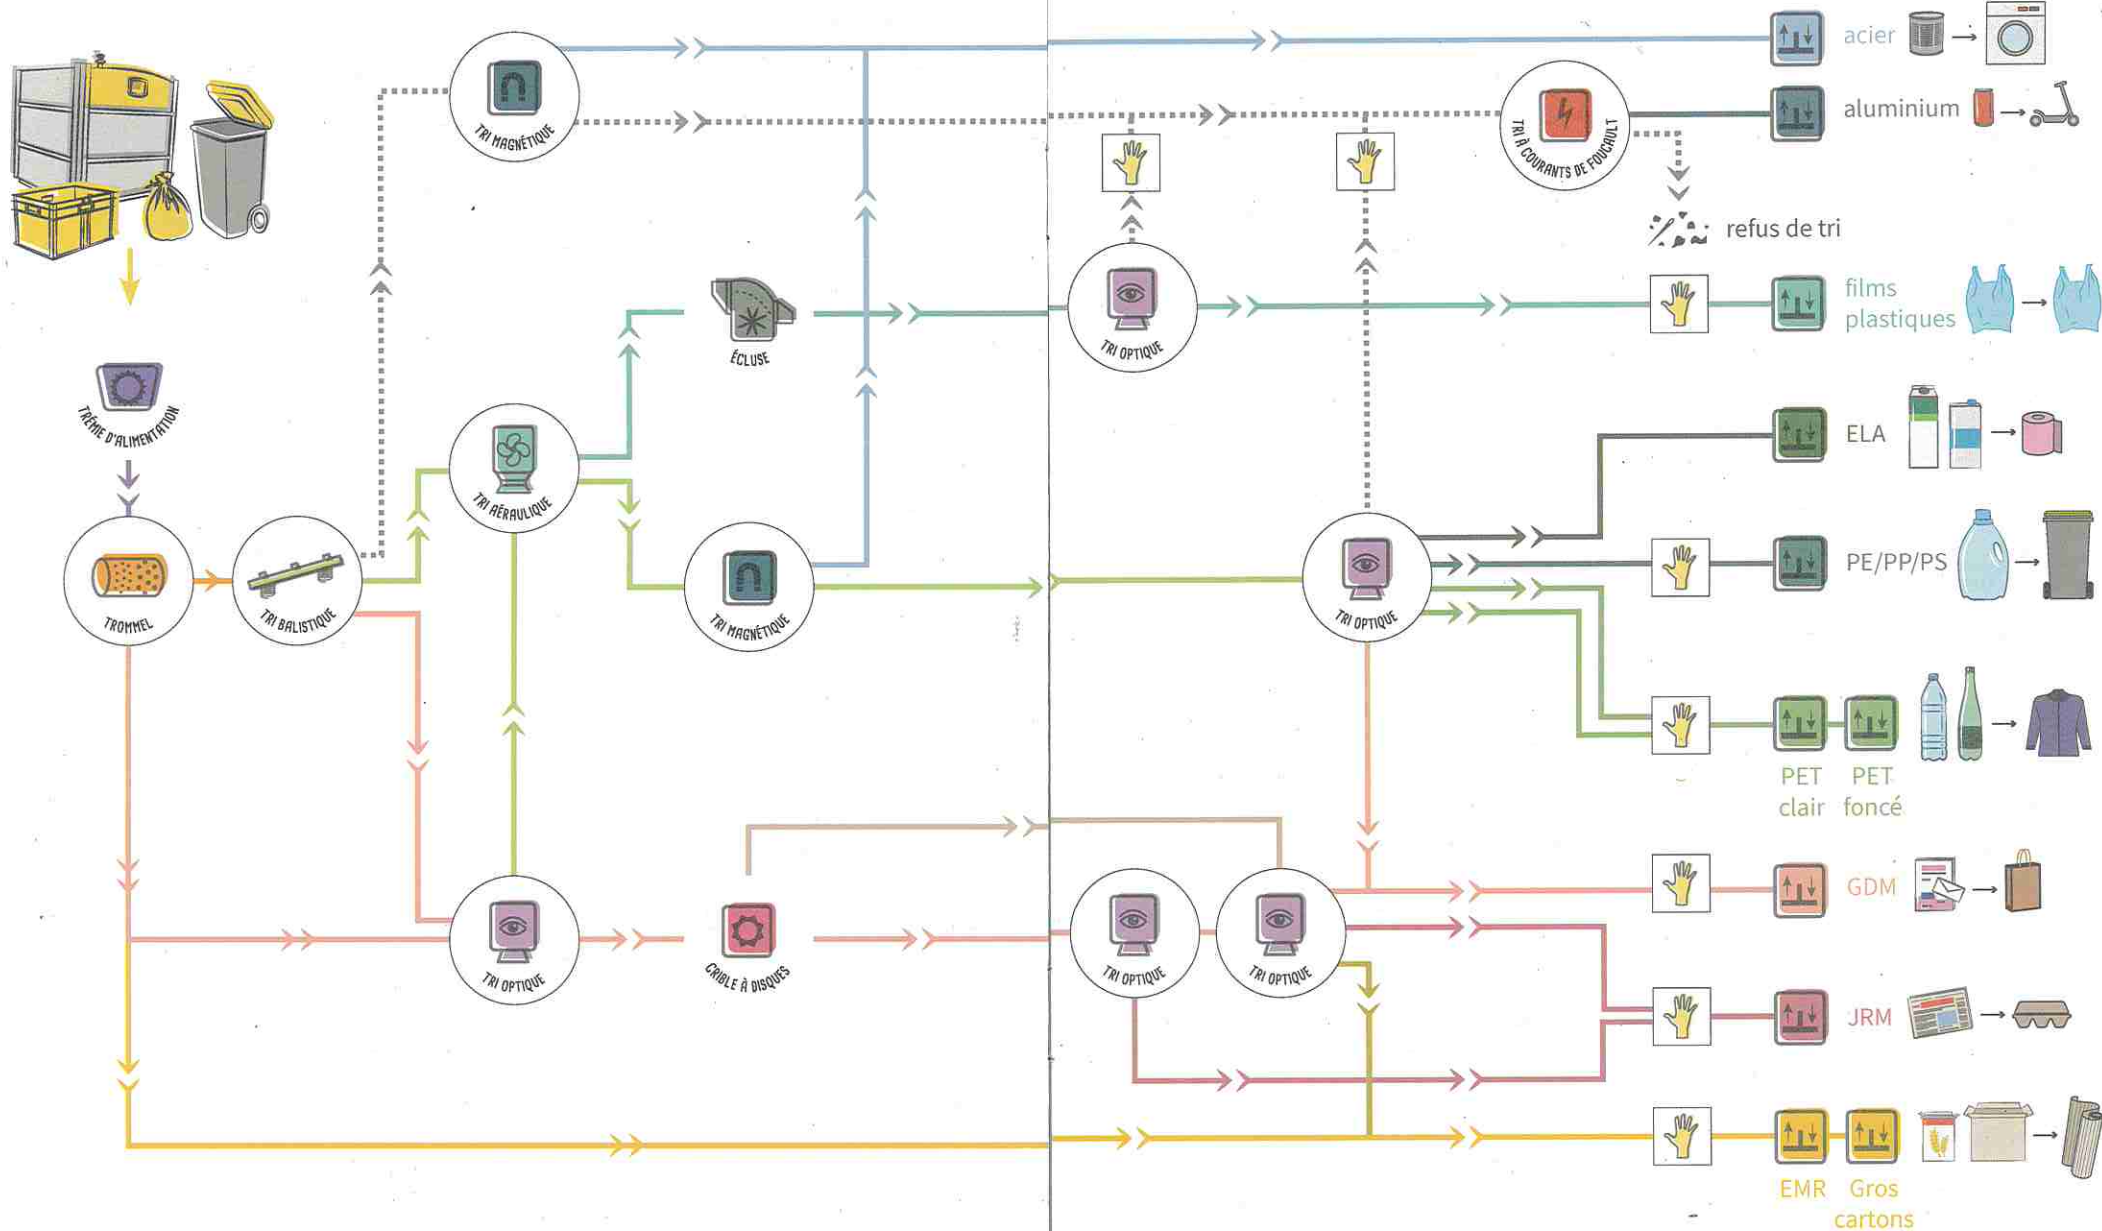 acier
TRI MAGNÉTIQUE
aluminium
TRI À COURANTS DE FOUCAULT
refus de tri
films
plastiques
ÉCLUSE
TRI OPTIQUE
TRÉMIE D'ALIMENTATION
ELA
TRI AÉRAULIQUE
PE/PP/PS
TROMMEL
TRI BALISTIQUE
TRI MAGNÉTIQUE
TRI OPTIQUE
PET
clair
PET
foncé
GDM
TRI OPTIQUE
CRIBLE À DISQUES
TRI OPTIQUE
TRI OPTIQUE
JRM
EMR
Gros
cartons